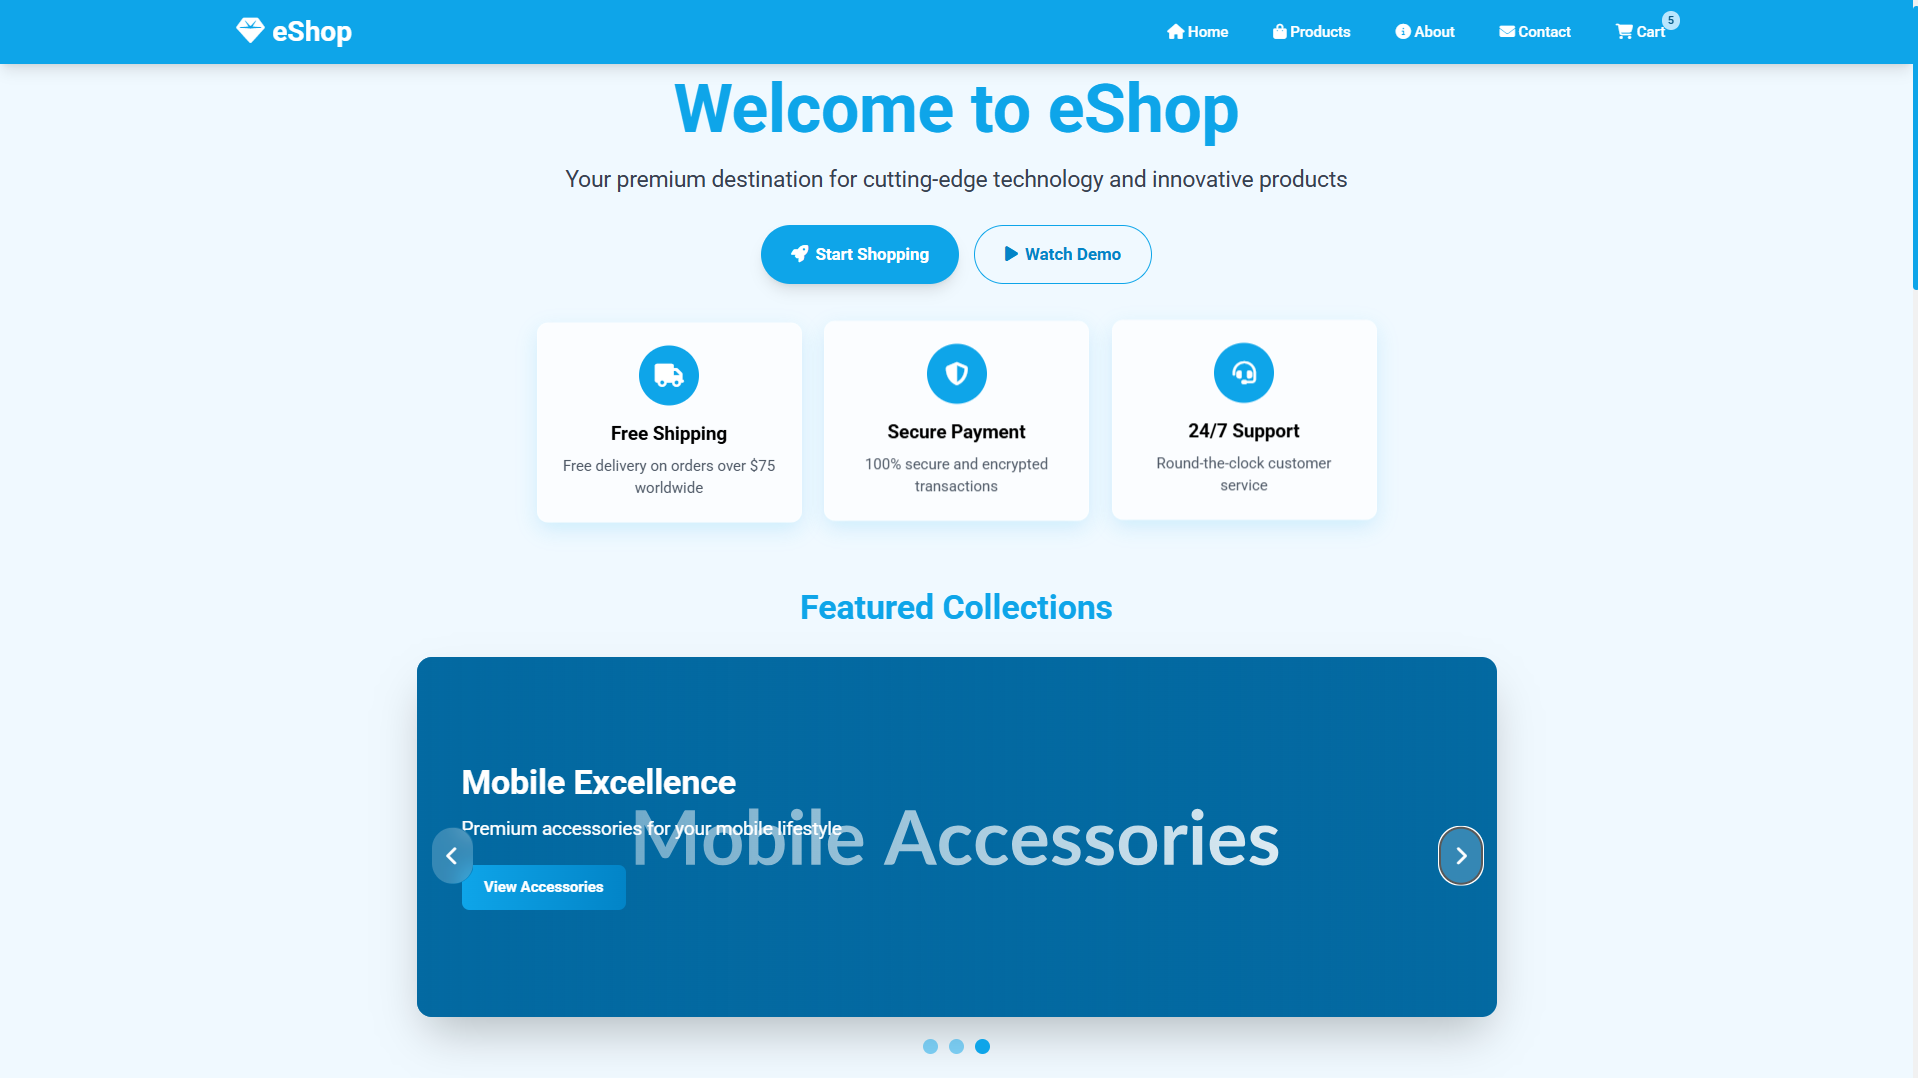 eShop
Home
Products
About
Contact
Cart
5
Welcome to eShop
Your premium destination for cutting-edge technology and innovative products
Start Shopping
Watch Demo
Free Shipping
Free delivery on orders over $75
worldwide
Secure Payment
100% secure and encrypted
transactions
24/7 Support
Round-the-clock customer
service
Featured Collections
Mobile Excellence
Premium accessories for your mobile lifestyle
Mobile Accessories
View Accessories